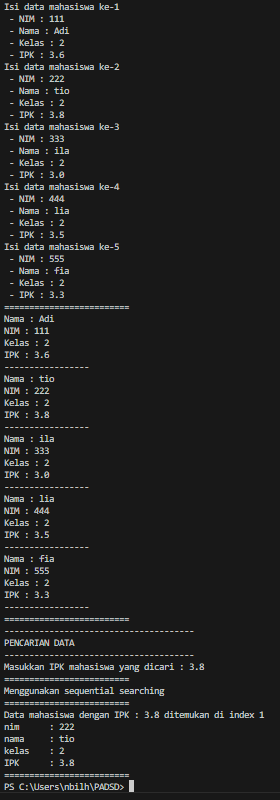 Isi data mahasiswa ke-1
 - NIM : 111
 - Nama : Adi
 - Kelas : 2
 - IPK : 3.6
Isi data mahasiswa ke-2
 - NIM : 222
 - Nama : tio
 - Kelas : 2
 - IPK : 3.8
Isi data mahasiswa ke-3
 - NIM : 333
 - Nama : ila
 - Kelas : 2
 - IPK : 3.0
Isi data mahasiswa ke-4
 - NIM : 444
 - Nama : lia
 - Kelas : 2
 - IPK : 3.5
Isi data mahasiswa ke-5
 - NIM : 555
 - Nama : fia
 - Kelas : 2
 - IPK : 3.3
=========================
Nama : Adi
NIM : 111
Kelas : 2
IPK : 3.6
-----------------
Nama : tio
NIM : 222
Kelas : 2
IPK : 3.8
-----------------
Nama : ila
NIM : 333
Kelas : 2
IPK : 3.0
-----------------
Nama : lia
NIM : 444
Kelas : 2
IPK : 3.5
-----------------
Nama : fia
NIM : 555
Kelas : 2
IPK : 3.3
-----------------
=========================
--------------------------------------
PENCARIAN DATA
--------------------------------------
Masukkan IPK mahasiswa yang dicari : 3.8
=========================
Menggunakan sequential searching
=========================
Data mahasiswa dengan IPK : 3.8 ditemukan di index 1
nim      : 222
nama     : tio
kelas    : 2
IPK      : 3.8
=========================
PS C:\Users\nbilh\PADSD>